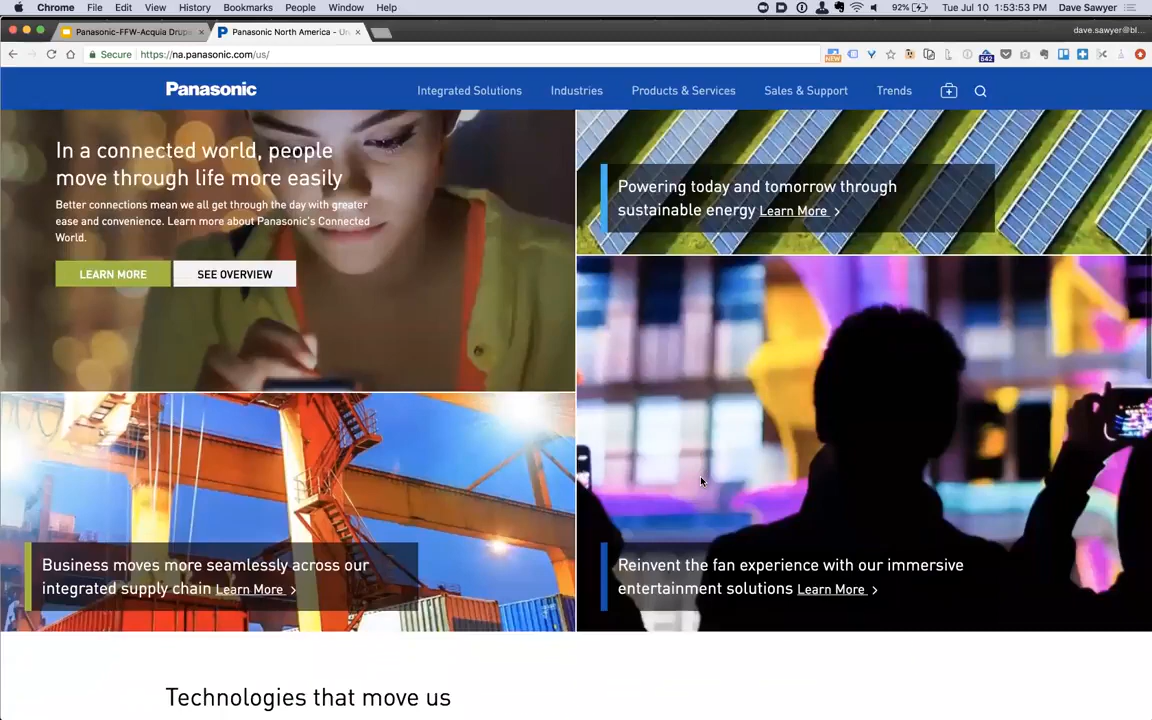 Chrome File Edit View History Bookmarks People Window Help 92% Tue Jul 10 1:53:53 PM Dave Sawyer
Panasonic-FFW-Acquia Drupa
Panasonic North America - Un
dave.sawyer@bl...
Secure https://na.panasonic.com/us/
NEW
542
Panasonic
Integrated Solutions Industries Products & Services Sales & Support Trends
In a connected world, people
move through life more easily
Better connections mean we all get through the day with greater
ease and convenience. Learn more about Panasonic's Connected
World.
LEARN MORE SEE OVERVIEW
Powering today and tomorrow through
sustainable energy Learn More >
Business moves more seamlessly across our
integrated supply chain Learn More >
Reinvent the fan experience with our immersive
entertainment solutions Learn More >
Technologies that move us